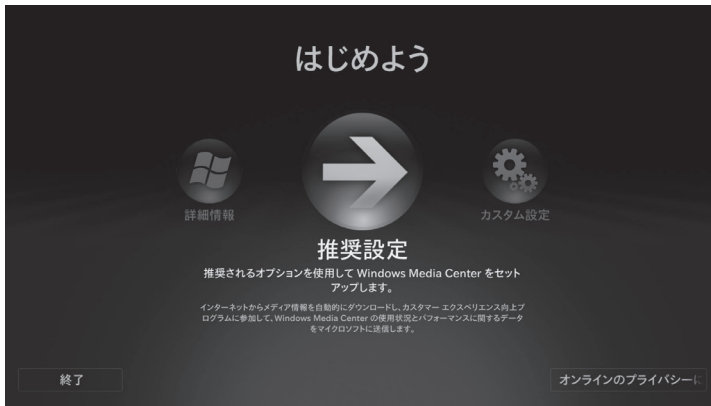 はじめよう
詳細情報
カスタム設定
推奨設定
推奨されるオプションを使用して Windows Media Center をセット
アップします。
インターネットからメディア情報を自動的にダウンロードし、カスタマー エクスペリエンス向上プ
ログラムに参加して、Windows Media Center の使用状況とパフォーマンスに関するデータ
をマイクロソフトに送信します。
終了
オンラインのプライバシーに